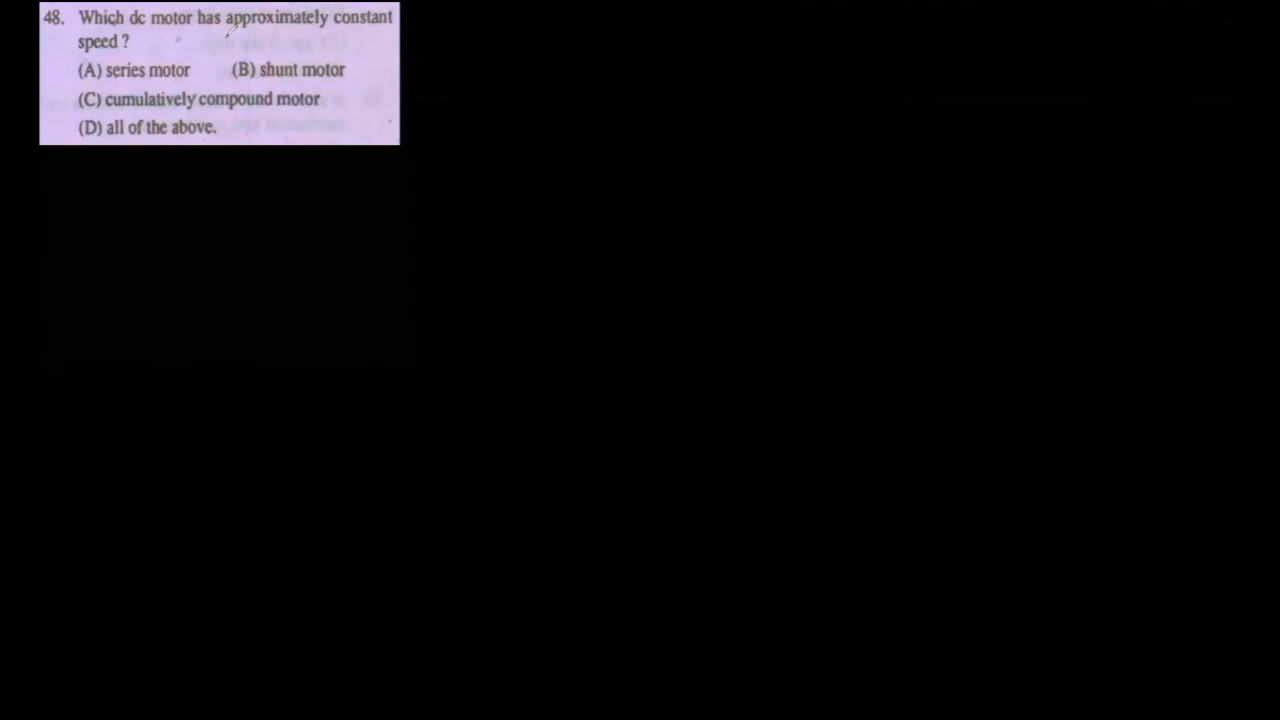 48. Which dc motor has approximately constant
speed ?
(A) series motor (B) shunt motor
(C) cumulatively compound motor
(D) all of the above.